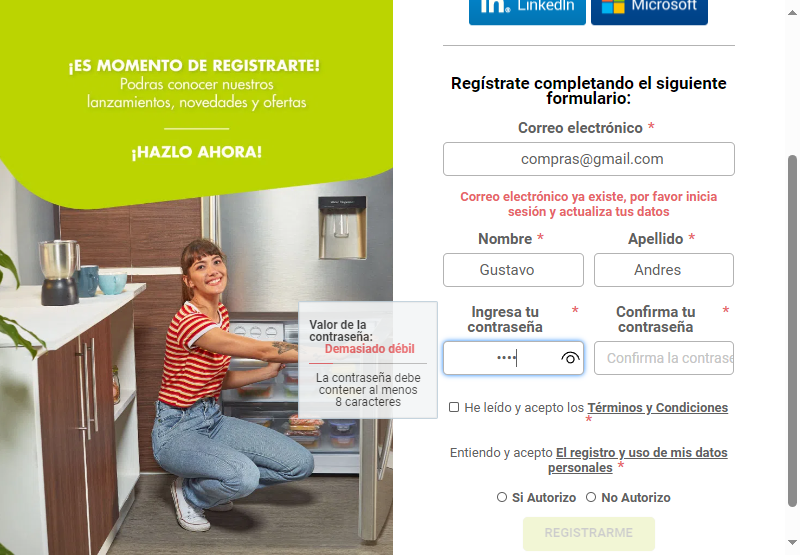 LinkedIn
Microsoft
¡ES MOMENTO DE REGISTRARTE!
Podras conocer nuestros
lanzamientos, novedades y ofertas
¡HAZLO AHORA!
Regístrate completando el siguiente
formulario:
Correo electrónico *
compras@gmail.com
Correo electrónico ya existe, por favor inicia
sesión y actualiza tus datos
Nombre *
Apellido *
Gustavo
Andres
Ingresa tu
contraseña *
Confirma tu
contraseña *
••••
Confirma la contrase
Valor de la
contraseña:
Demasiado débil
La contraseña debe
contener al menos
8 caracteres
He leído y acepto los Términos y Condiciones
*
Entiendo y acepto El registro y uso de mis datos
personales *
Si Autorizo
No Autorizo
REGISTRARME